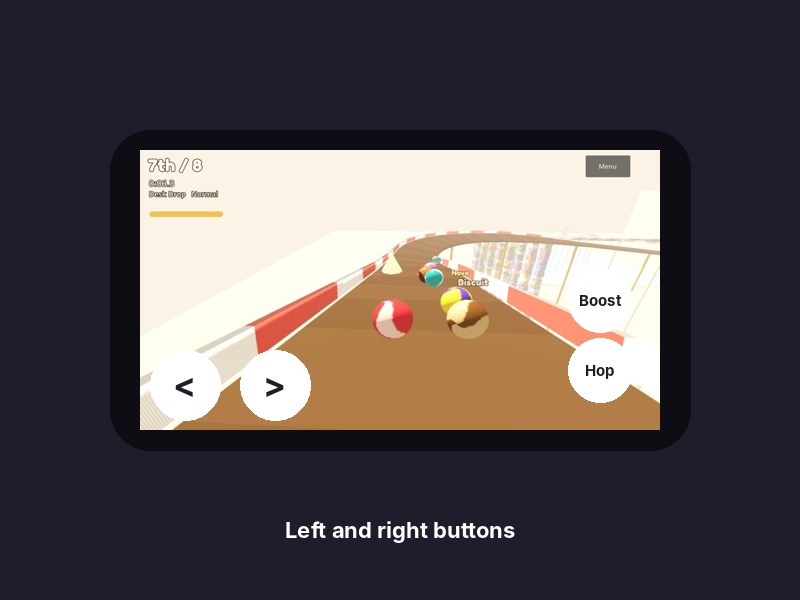 7th / 8
Menu
0:06.3
Desk Drop Normal
Nova
Biscuit
Boost
Hop
< >
Left and right buttons